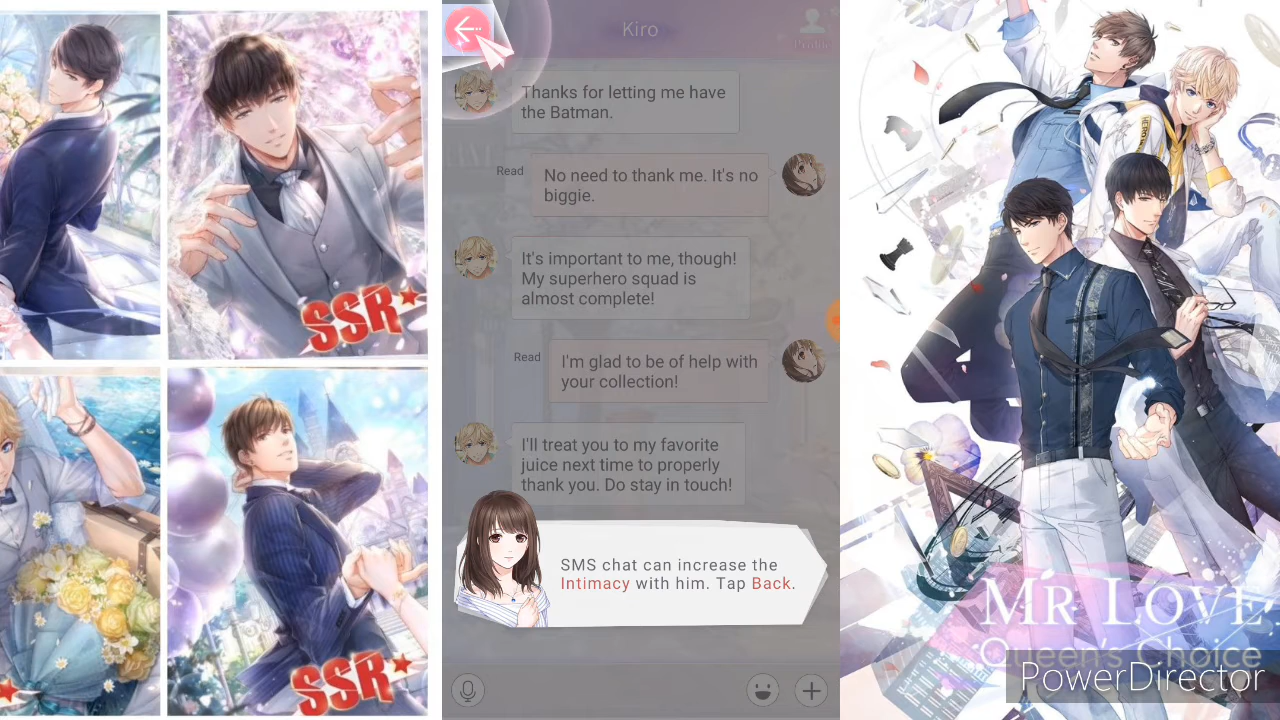 SSR
SSR
Kiro
Profile
Thanks for letting me have
the Batman.
Read
No need to thank me. It's no
biggie.
It's important to me, though!
My superhero squad is
almost complete!
Read
I'm glad to be of help with
your collection!
I'll treat you to my favorite
juice next time to properly
thank you. Do stay in touch!
SMS chat can increase the
Intimacy with him. Tap Back.
MR LOVE
Queen's Choice
PowerDirector